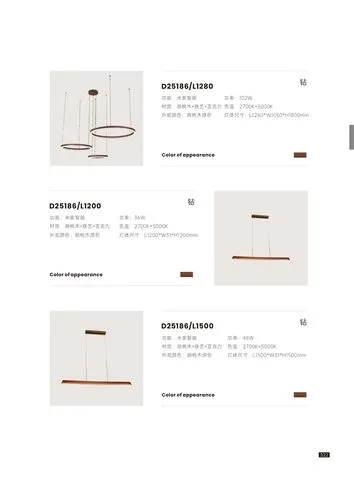 D25186/L1280
钻
功能：米家智能 功率：102W
材质：胡桃木+铁艺+亚克力 色温：2700K+5000K
外观颜色：胡桃木原色 灯体尺寸：L1280*W1050*H1800mm
Color of appearance
D25186/L1200
钻
功能：米家智能 功率：36W
材质：胡桃木+铁艺+亚克力 色温：2700K+5000K
外观颜色：胡桃木原色 灯体尺寸：L1200*W31*H1200mm
Color of appearance
D25186/L1500
钻
功能：米家智能 功率：48W
材质：胡桃木+铁艺+亚克力 色温：2700K+5000K
外观颜色：胡桃木原色 灯体尺寸：L1500*W31*H1500mm
Color of appearance
322